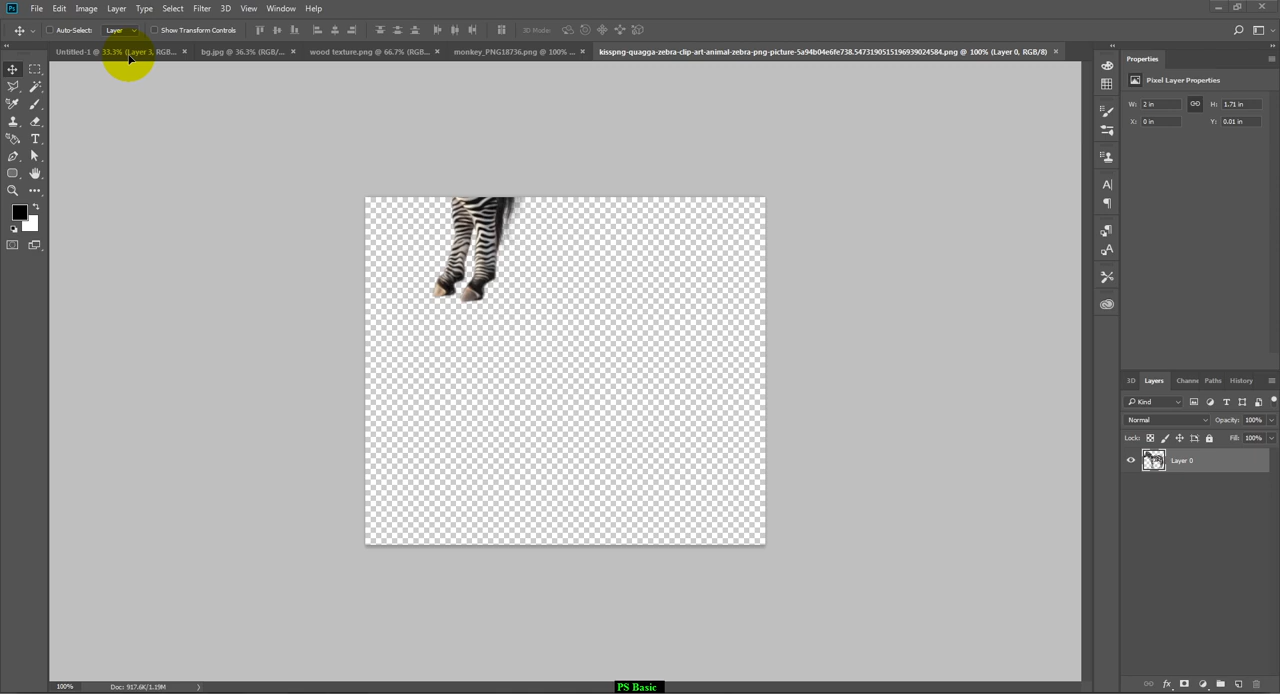 Ps File Edit Image Layer Type Select Filter 3D View Window Help
Auto-Select: Layer Show Transform Controls 3D Mode:
Untitled-1 @ 33.3% (Layer 3, RGB... × bg.jpg @ 36.3% (RGB/... × wood texture.png @ 66.7% (RGB... × monkey_PNG18736.png @ 100% ... × kisspng-quagga-zebra-clip-art-animal-zebra-png-picture-5a94b04e6fe738.5473190515196939024584.png @ 100% (Layer 0, RGB/8) ×
Properties
Pixel Layer Properties
W: 2 in H: 1.71 in
X: 0 in Y: 0.01 in
3D Layers Channe Paths History
Kind
Normal Opacity: 100%
Lock: Fill: 100%
Layer 0
100% Doc: 917.6K/1.19M
PS Basic